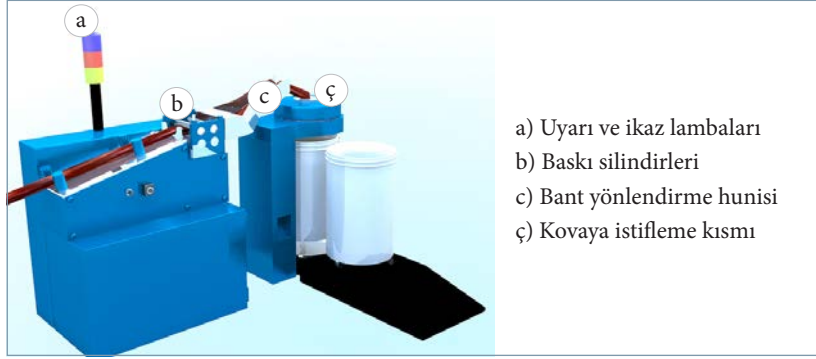 a
b
c
ç
a) Uyarı ve ikaz lambaları
b) Baskı silindirleri
c) Bant yönlendirme hunisi
ç) Kovaya istifleme kısmı